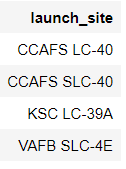 launch_site
CCAFS LC-40
CCAFS SLC-40
KSC LC-39A
VAFB SLC-4E